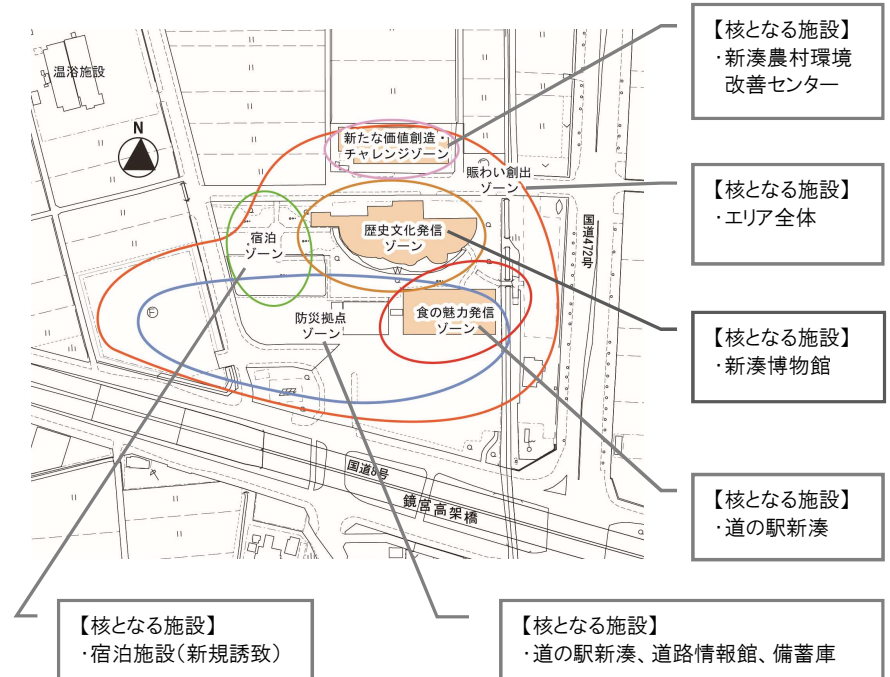 【核となる施設】
・新湊農村環境
改善センター
温浴施設
N
新たな価値創造・
チャレンジゾーン
賑わい創出
ゾーン
【核となる施設】
・エリア全体
国道472号
宿泊
ゾーン
歴史文化発信
ゾーン
防災拠点
ゾーン
食の魅力発信
ゾーン
【核となる施設】
・新湊博物館
国道8号
鏡宮高架橋
【核となる施設】
・道の駅新湊
【核となる施設】
・宿泊施設（新規誘致）
【核となる施設】
・道の駅新湊、道路情報館、備蓄庫